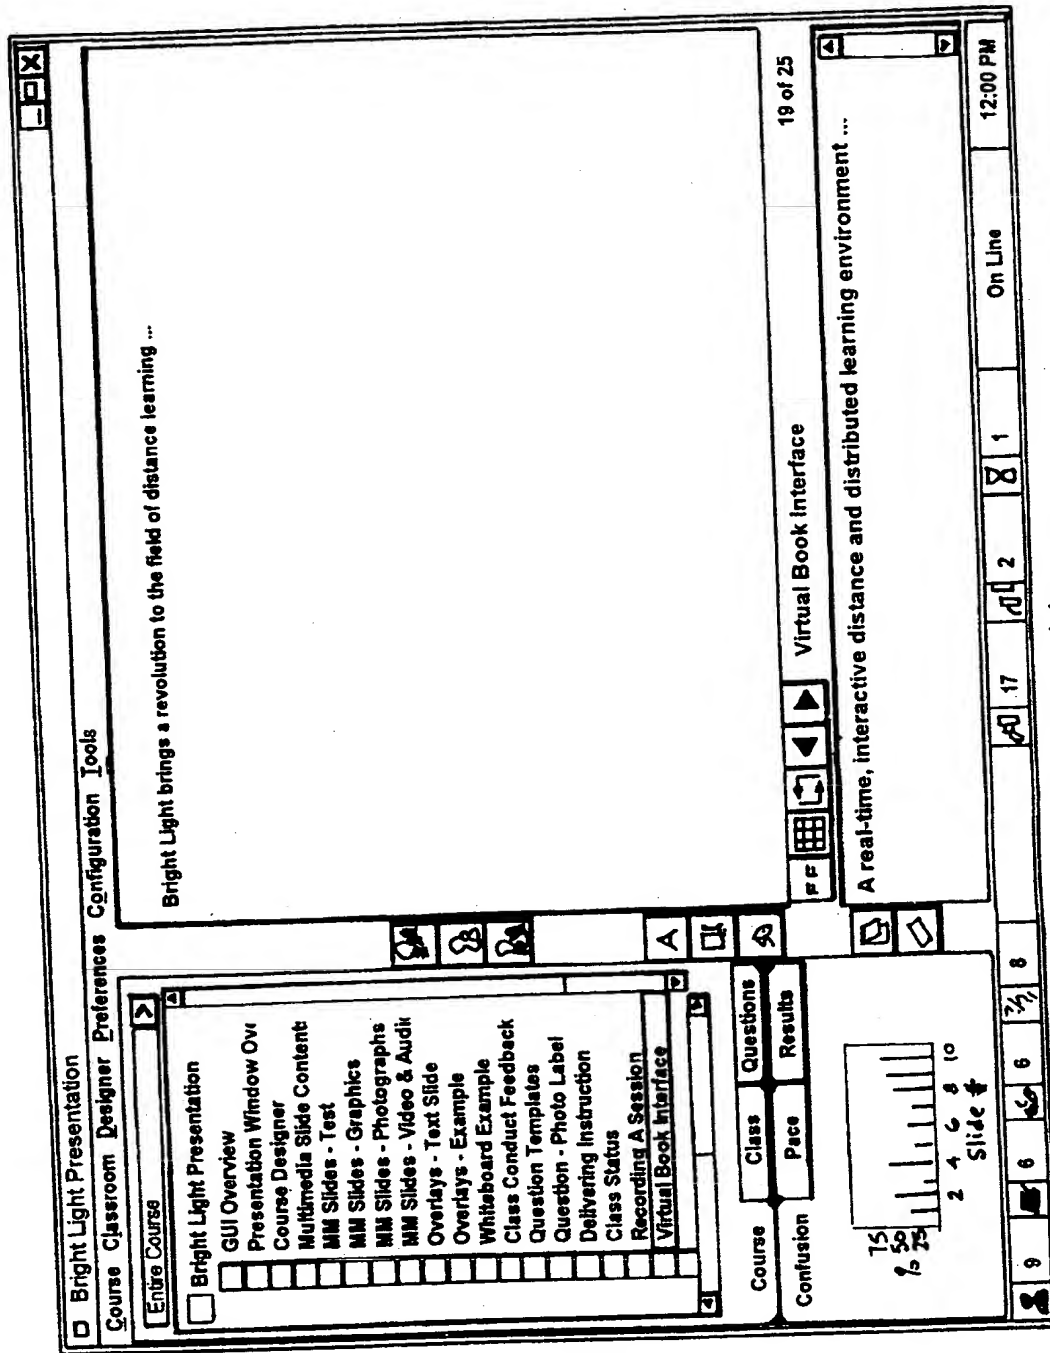 Bright Light Presentation
Course Classroom Designer Preferences Configuration Tools
Entire Course
Bright Light Presentation
GUI Overview
Presentation Window Ove
Course Designer
Multimedia Slide Content
MM Slides - Test
MM Slides - Graphics
MM Slides - Photographs
MM Slides - Video & Audio
Overlays - Text Slide
Overlays - Example
Whiteboard Example
Class Conduct Feedback
Question Templates
Question - Photo Label
Delivering Instruction
Class Status
Recording A Session
Virtual Book Interface
Course Class Questions
Confusion Pace Results
75
% 50
25
2 4 6 8 10
Slide #
A
Bright Light brings a revolution to the field of distance learning ...
FF Virtual Book Interface 19 of 25
A real-time, interactive distance and distributed learning environment ...
9 6 6 8 17 2 1 On Line 12:00 PM